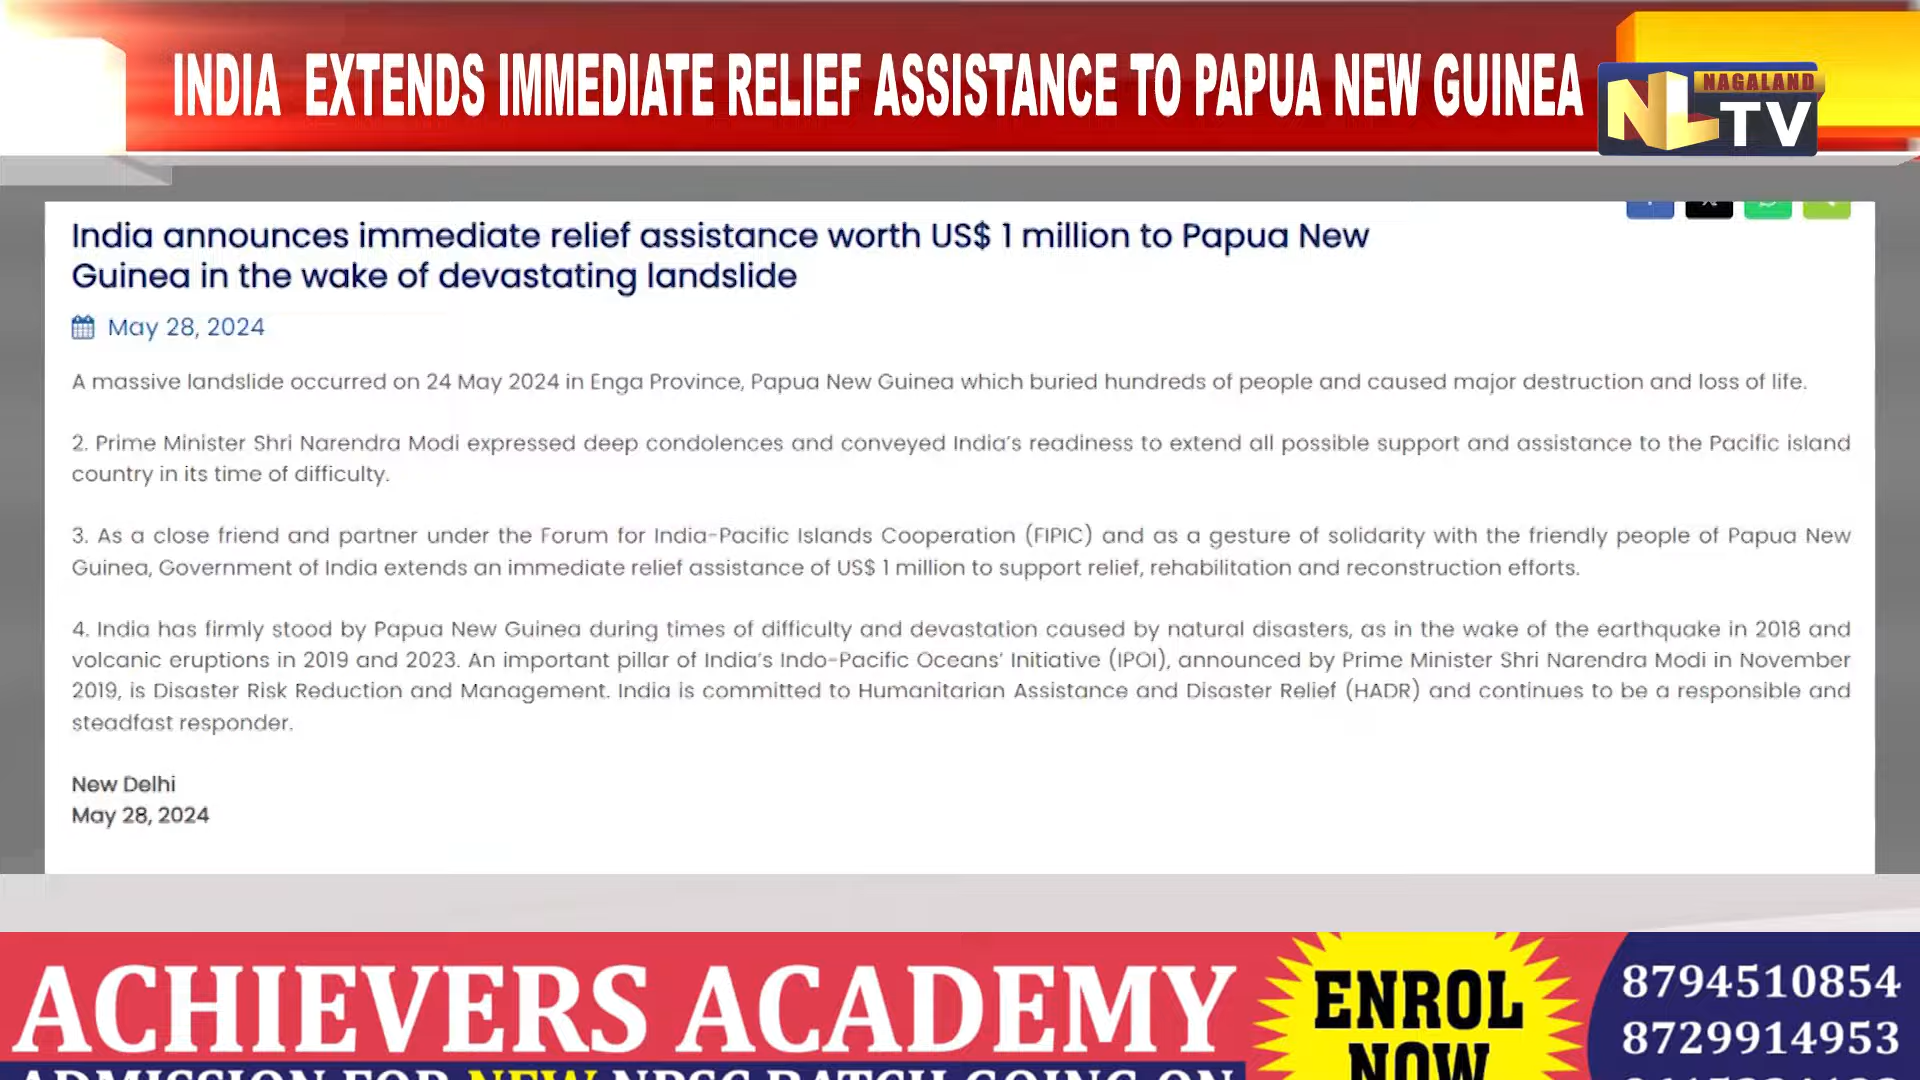 INDIA EXTENDS IMMEDIATE RELIEF ASSISTANCE TO PAPUA NEW GUINEA
NAGALAND
NL TV
India announces immediate relief assistance worth US$ 1 million to Papua New
Guinea in the wake of devastating landslide
May 28, 2024
A massive landslide occurred on 24 May 2024 in Enga Province, Papua New Guinea which buried hundreds of people and caused major destruction and loss of life.
2. Prime Minister Shri Narendra Modi expressed deep condolences and conveyed India's readiness to extend all possible support and assistance to the Pacific island
country in its time of difficulty.
3. As a close friend and partner under the Forum for India-Pacific Islands Cooperation (FIPIC) and as a gesture of solidarity with the friendly people of Papua New
Guinea, Government of India extends an immediate relief assistance of US$ 1 million to support relief, rehabilitation and reconstruction efforts.
4. India has firmly stood by Papua New Guinea during times of difficulty and devastation caused by natural disasters, as in the wake of the earthquake in 2018 and
volcanic eruptions in 2019 and 2023. An important pillar of India's Indo-Pacific Oceans' Initiative (IPOI), announced by Prime Minister Shri Narendra Modi in November
2019, is Disaster Risk Reduction and Management. India is committed to Humanitarian Assistance and Disaster Relief (HADR) and continues to be a responsible and
steadfast responder.
New Delhi
May 28, 2024
ACHIEVERS ACADEMY
ADMISSION FOR NEW NPSC BATCH GOING ON
ENROL
NOW
8794510854
8729914953